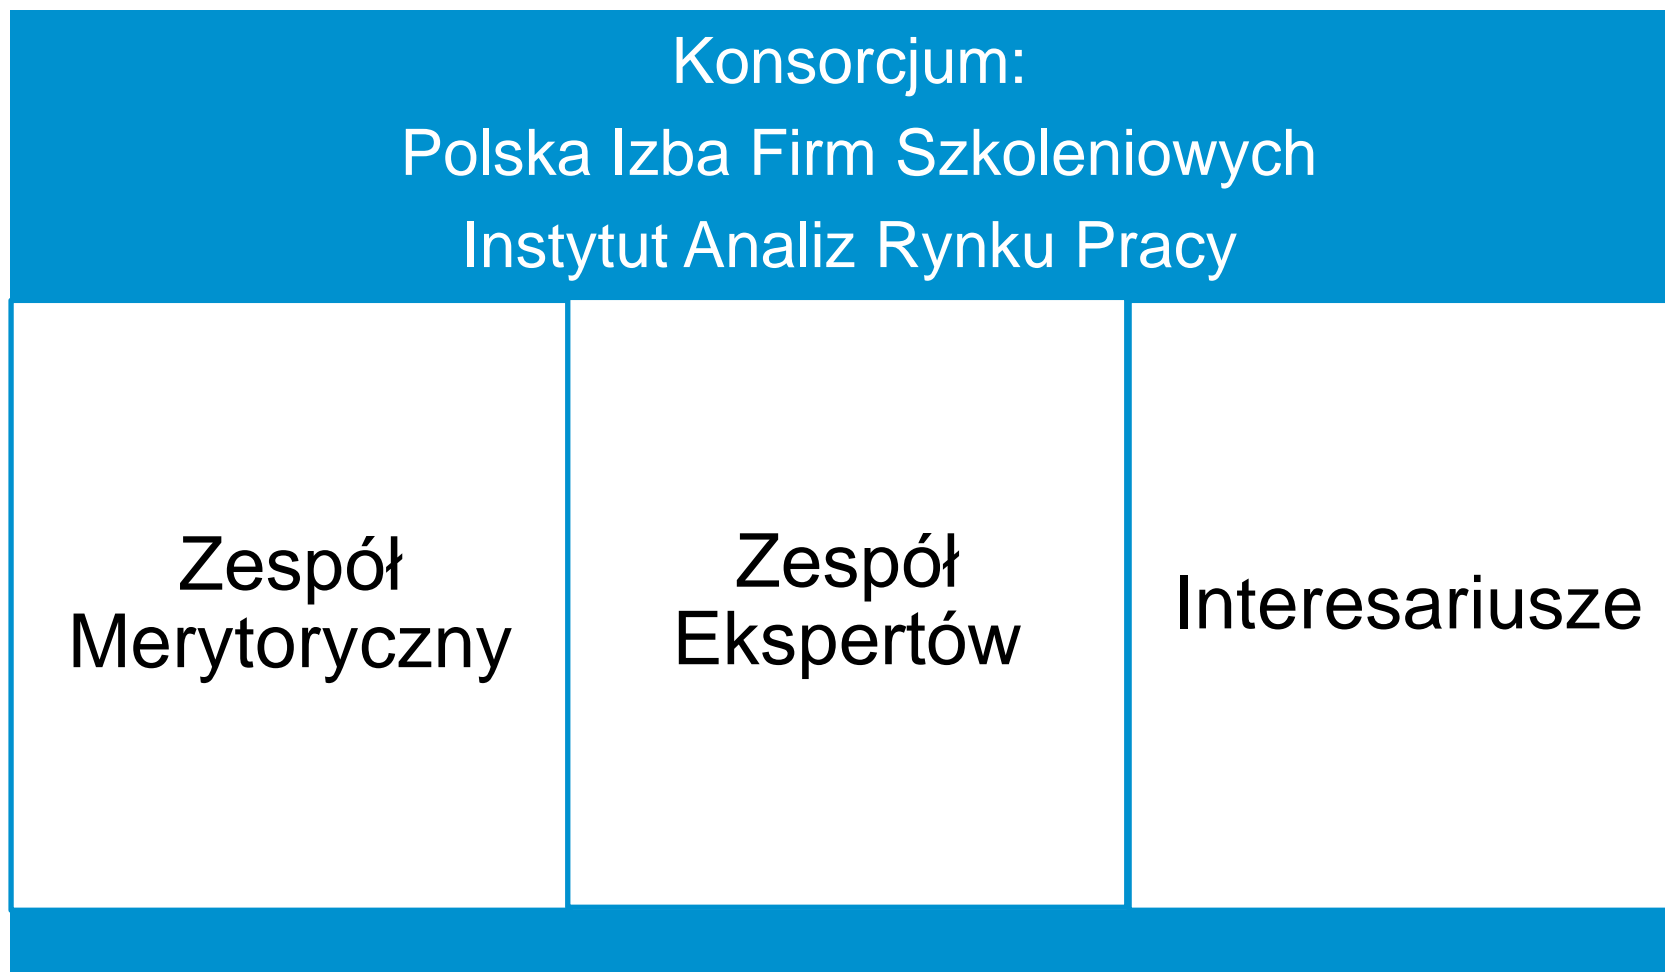 Konsorcjum:
Polska Izba Firm Szkoleniowych
Instytut Analiz Rynku Pracy
Zespół
Merytoryczny
Zespół
Ekspertów
Interesariusze